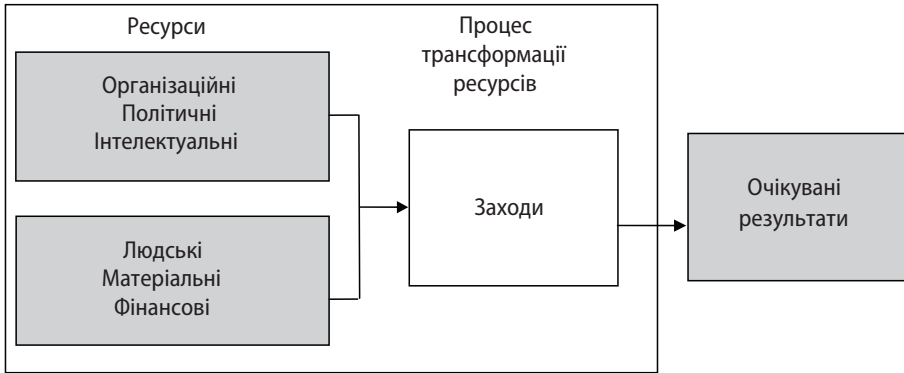 Ресурси
Організаційні
Політичні
Інтелектуальні
Людські
Матеріальні
Фінансові
Процес
трансформації
ресурсів
Заходи
Очікувані
результати